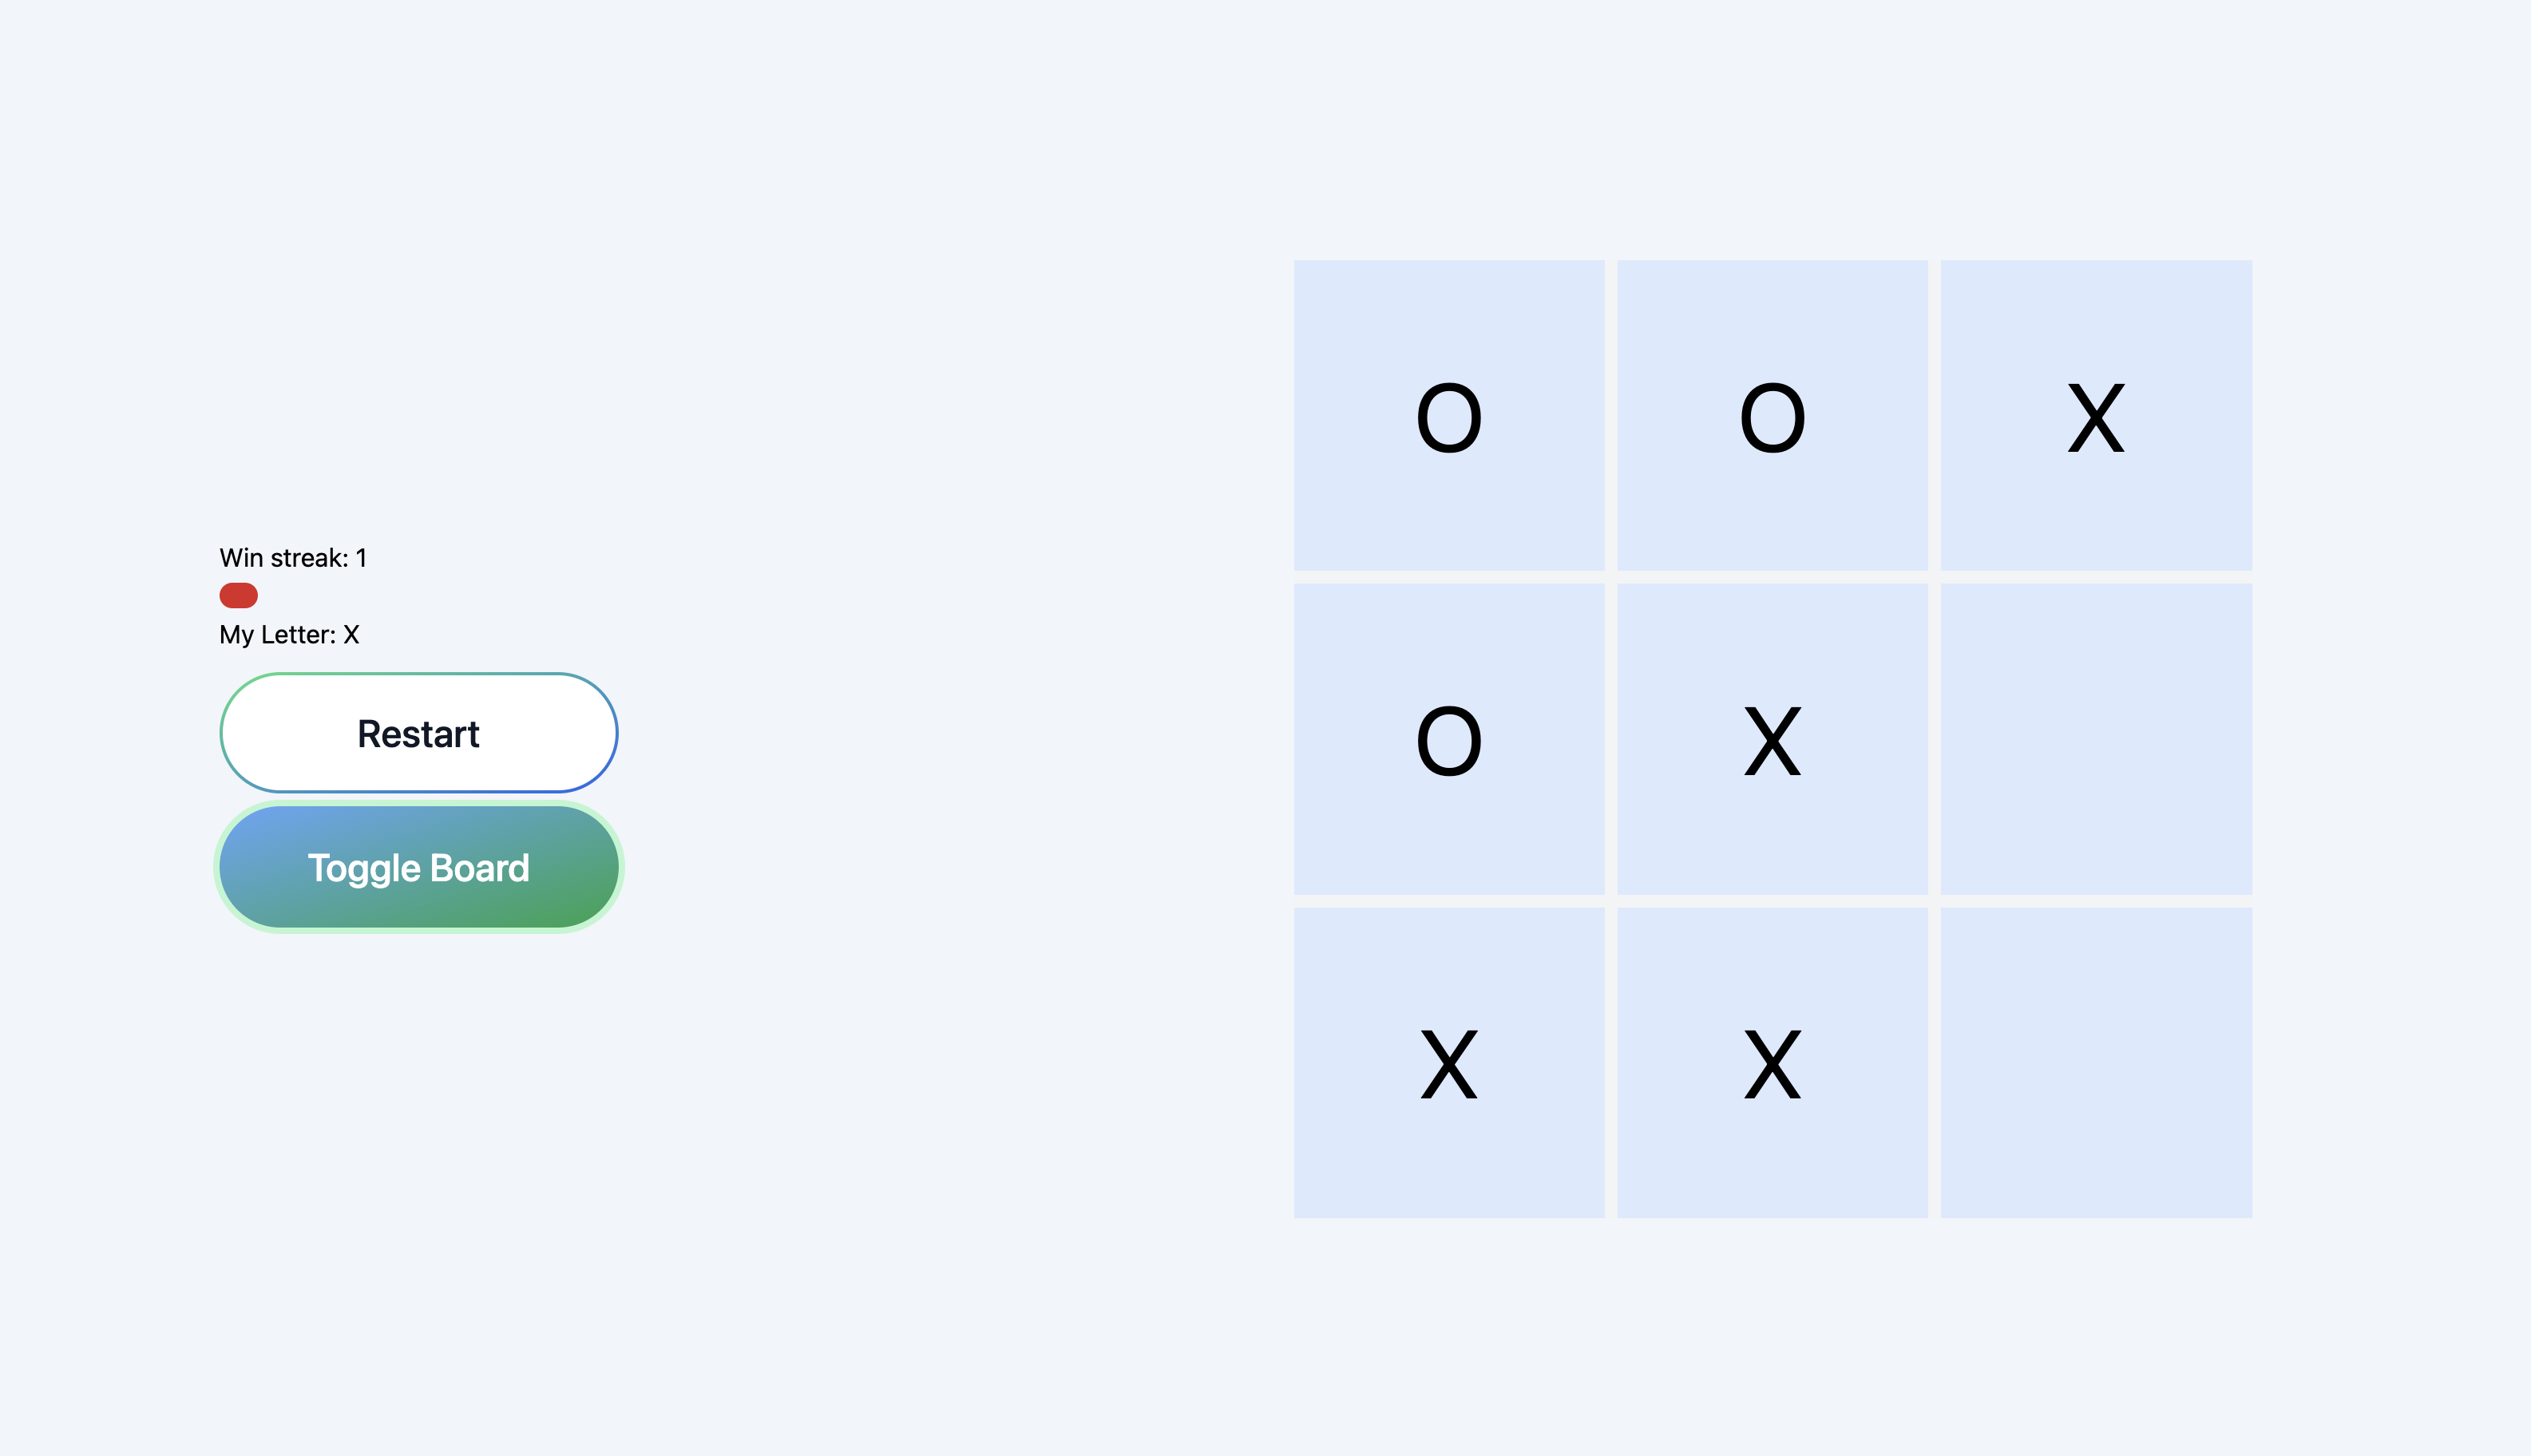 Win streak: 1
My Letter: X
Restart
Toggle Board
O O X
O X
X X